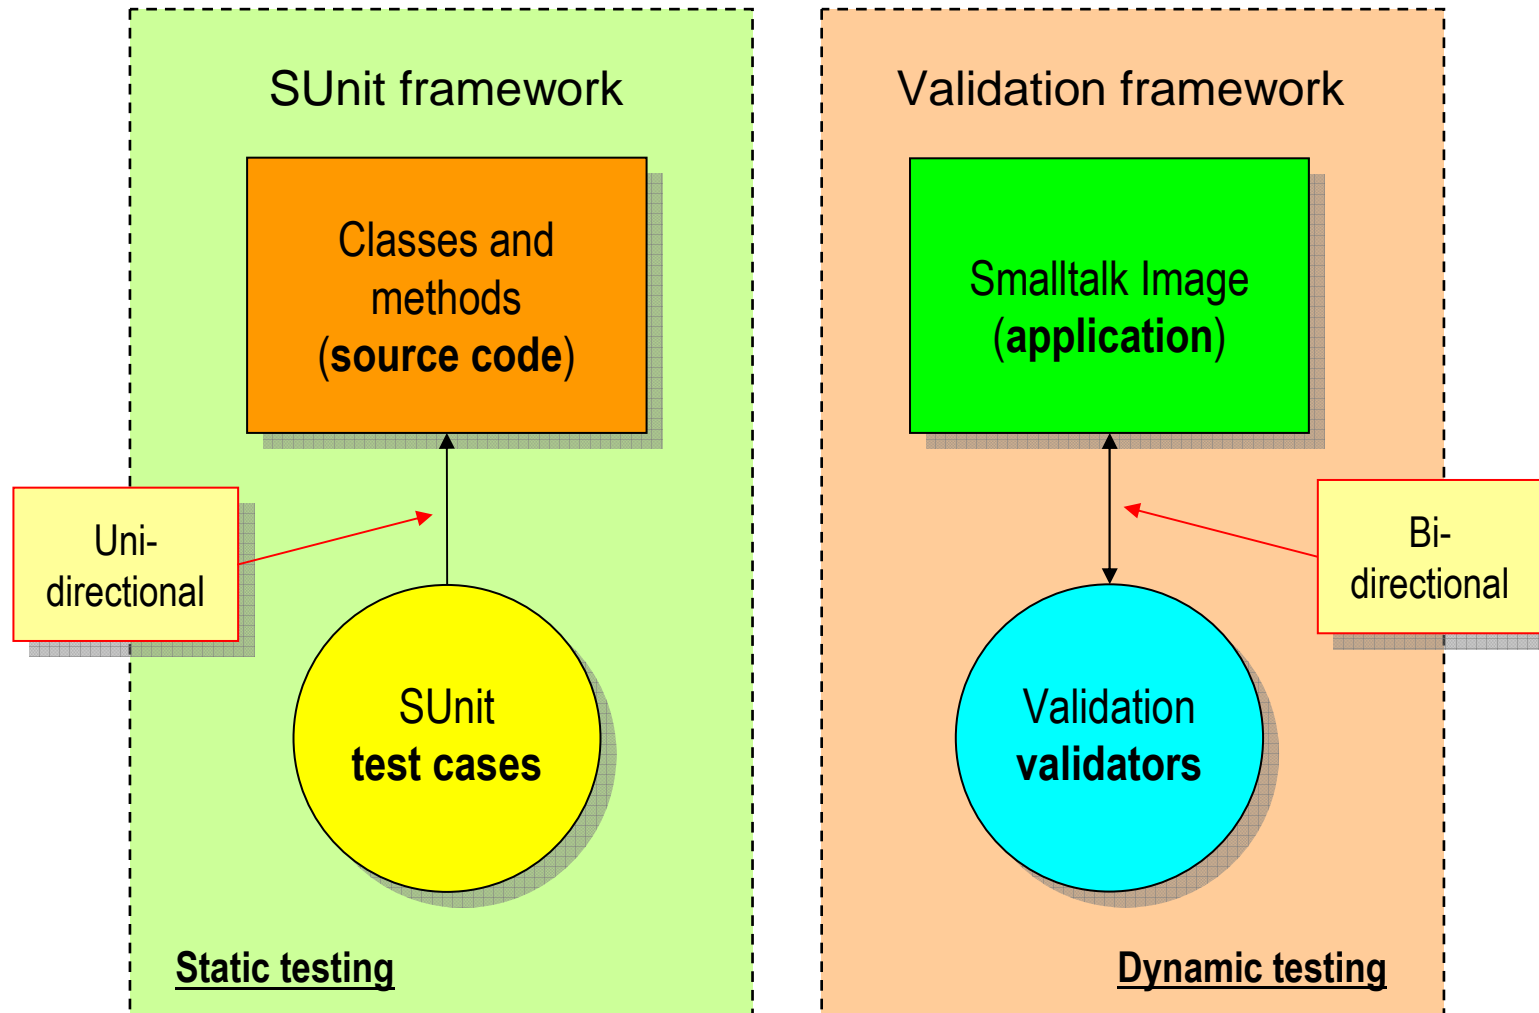 SUnit framework
Classes and
methods
(source code)
Uni-
directional
SUnit
test cases
Static testing
Validation framework
Smalltalk Image
(application)
Bi-
directional
Validation
validators
Dynamic testing